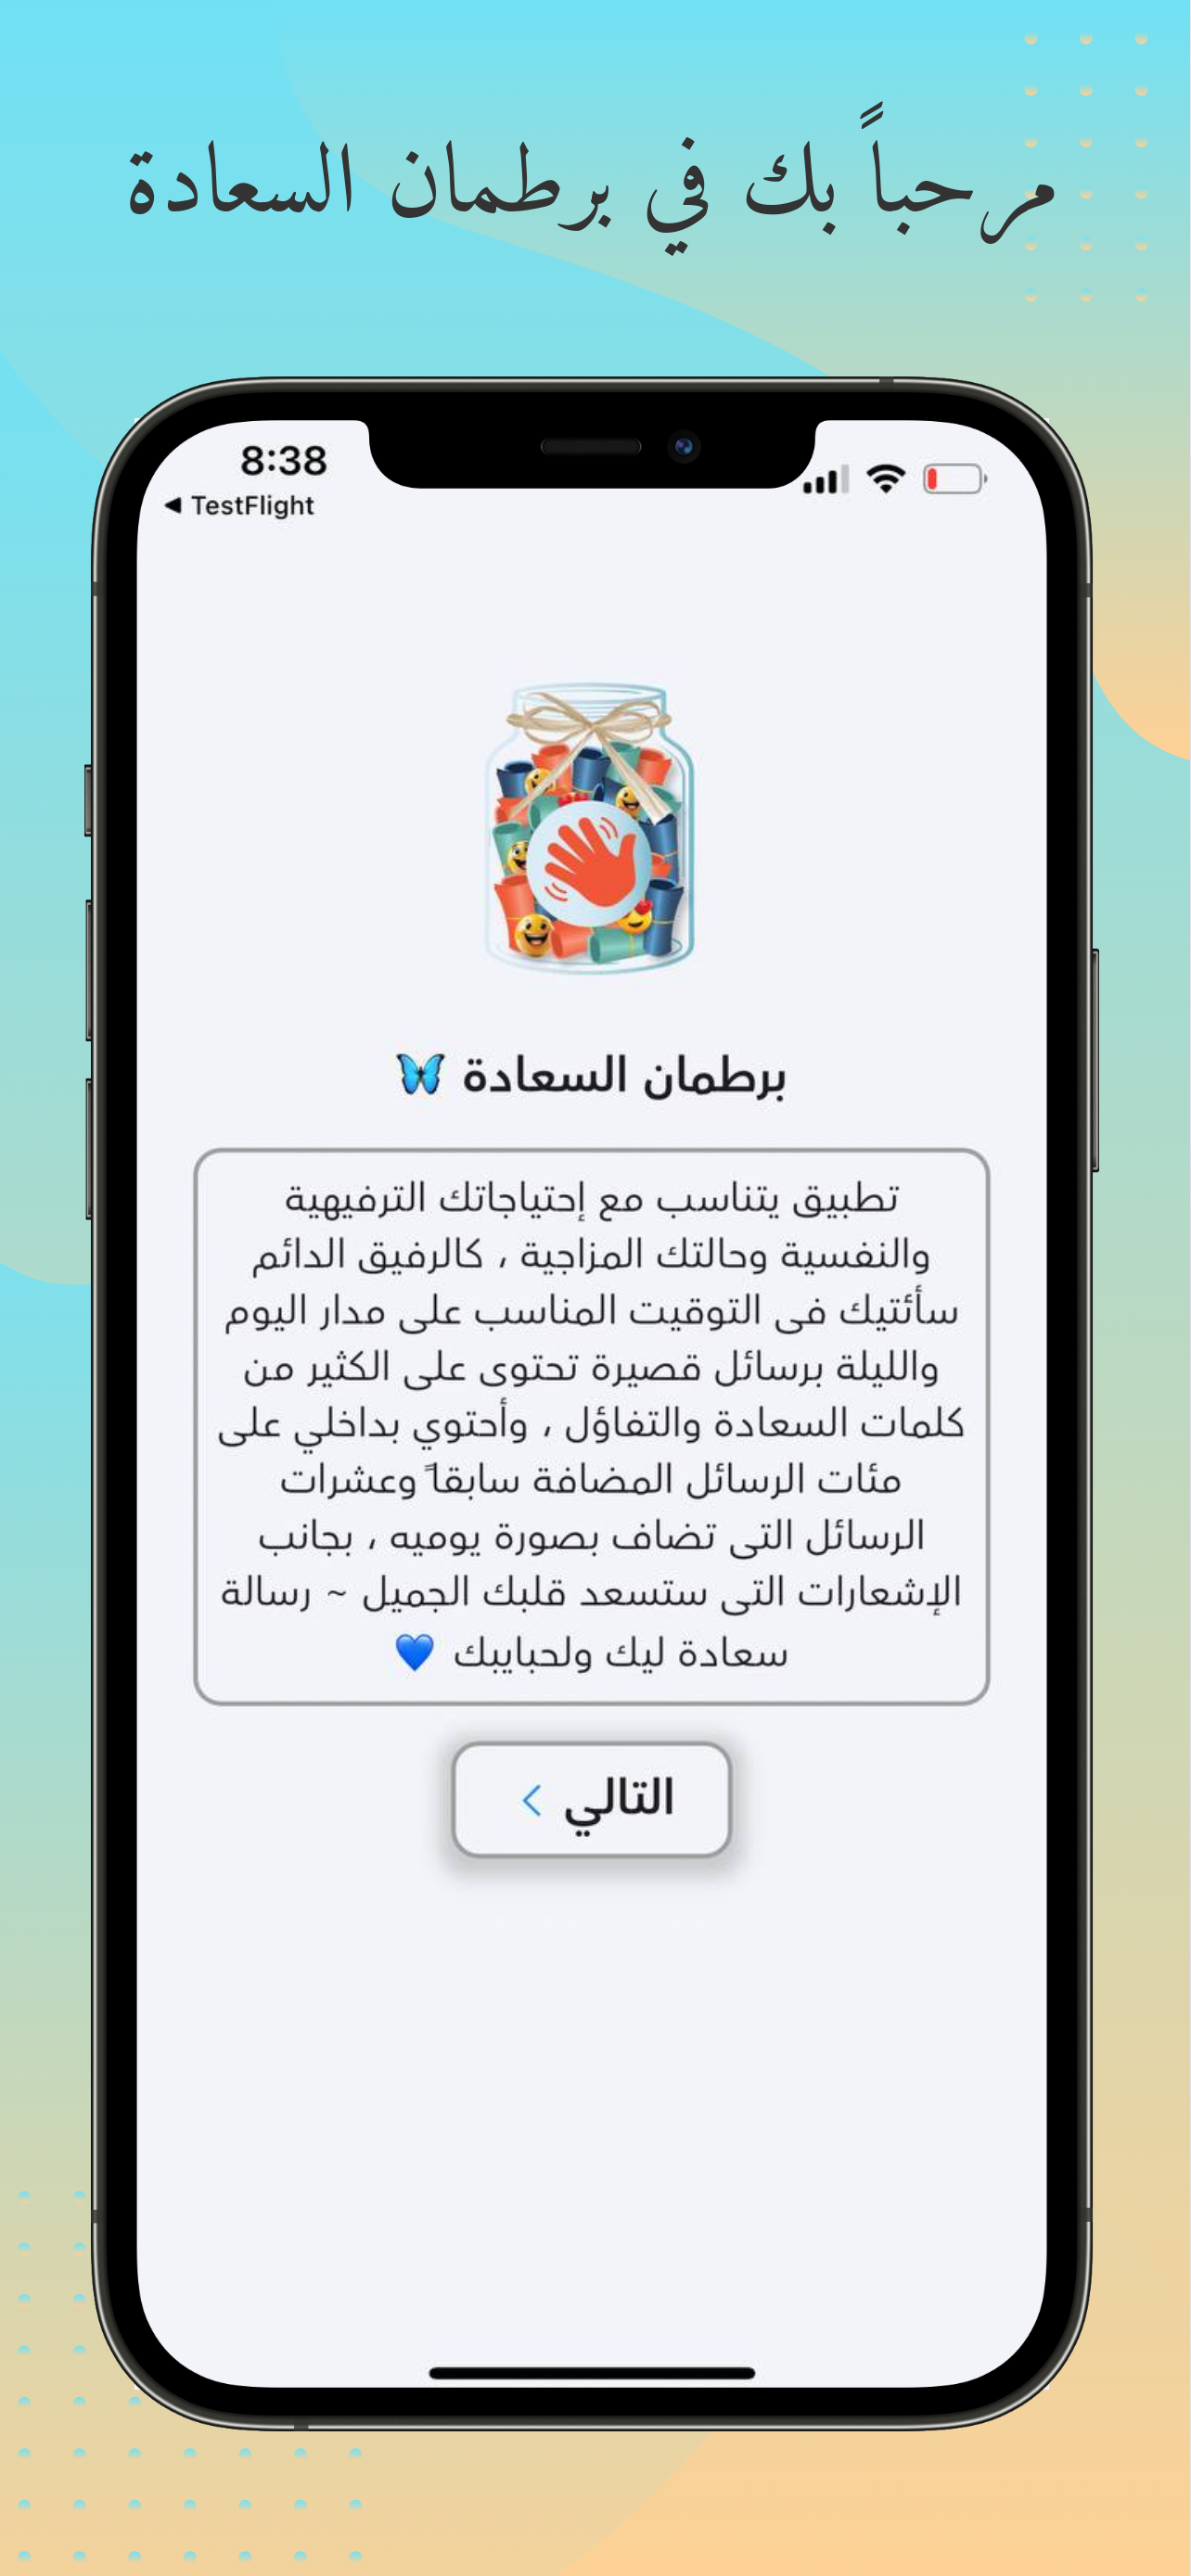 مرحباً بك في برطمان السعادة
8:38
◀ TestFlight
برطمان السعادة 🦋
تطبيق يتناسب مع إحتياجاتك الترفيهية
والنفسية وحالتك المزاجية ، كالرفيق الدائم
سأئتيك فى التوقيت المناسب على مدار اليوم
والليلة برسائل قصيرة تحتوى على الكثير من
كلمات السعادة والتفاؤل ، وأحتوي بداخلي على
مئات الرسائل المضافة سابقاً وعشرات
الرسائل التى تضاف بصورة يوميه ، بجانب
الإشعارات التى ستسعد قلبك الجميل ~ رسالة
سعادة ليك ولحبايبك 💙
التالي